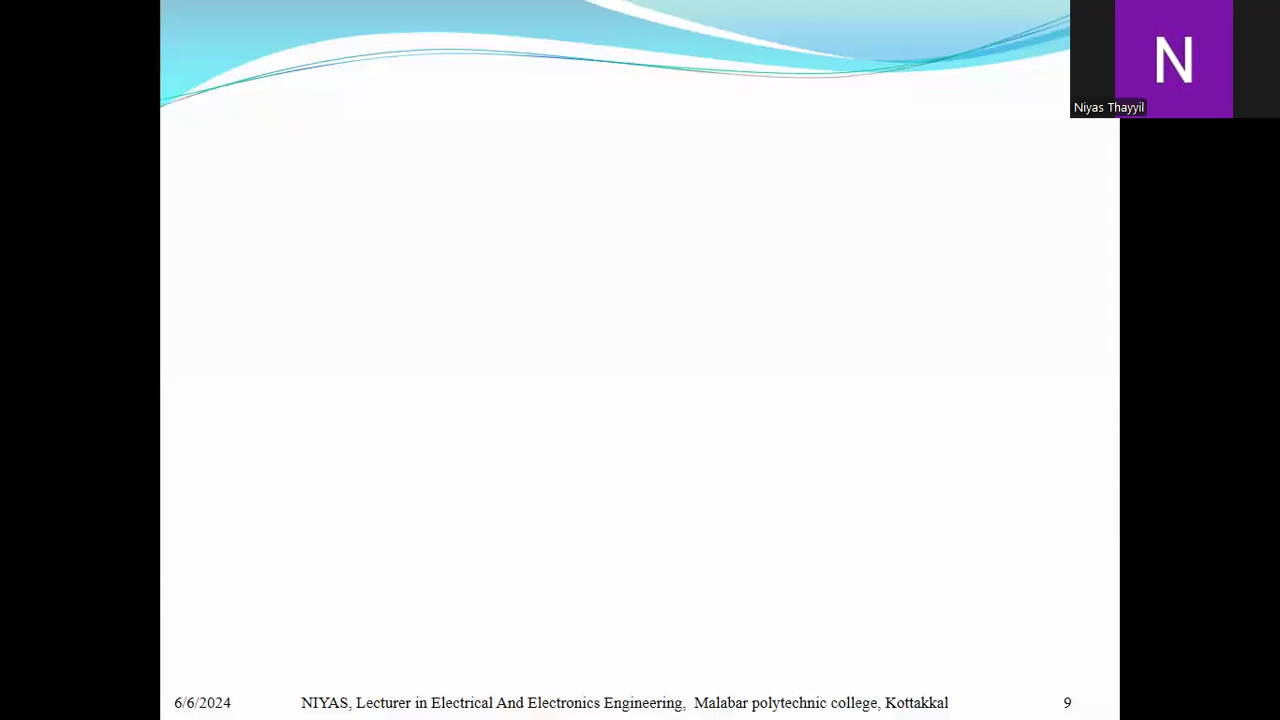 N
Niyas Thayyil
6/6/2024 NIYAS, Lecturer in Electrical And Electronics Engineering, Malabar polytechnic college, Kottakkal 9